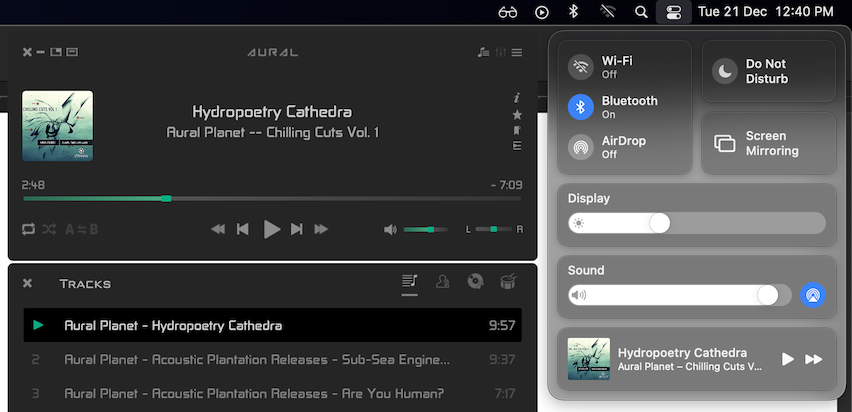 Tue 21 Dec 12:40 PM
AURAL
Hydropoetry Cathedra
Aural Planet -- Chilling Cuts Vol. 1
2:48
- 7:09
A B
L R
Tracks
Aural Planet - Hydropoetry Cathedra 9:57
2 Aural Planet - Acoustic Plantation Releases - Sub-Sea Engine... 9:37
3 Aural Planet - Acoustic Plantation Releases - Are You Human? 7:17
Wi-Fi
Off
Bluetooth
On
AirDrop
Off
Do Not
Disturb
Screen
Mirroring
Display
Sound
Hydropoetry Cathedra
Aural Planet – Chilling Cuts V...